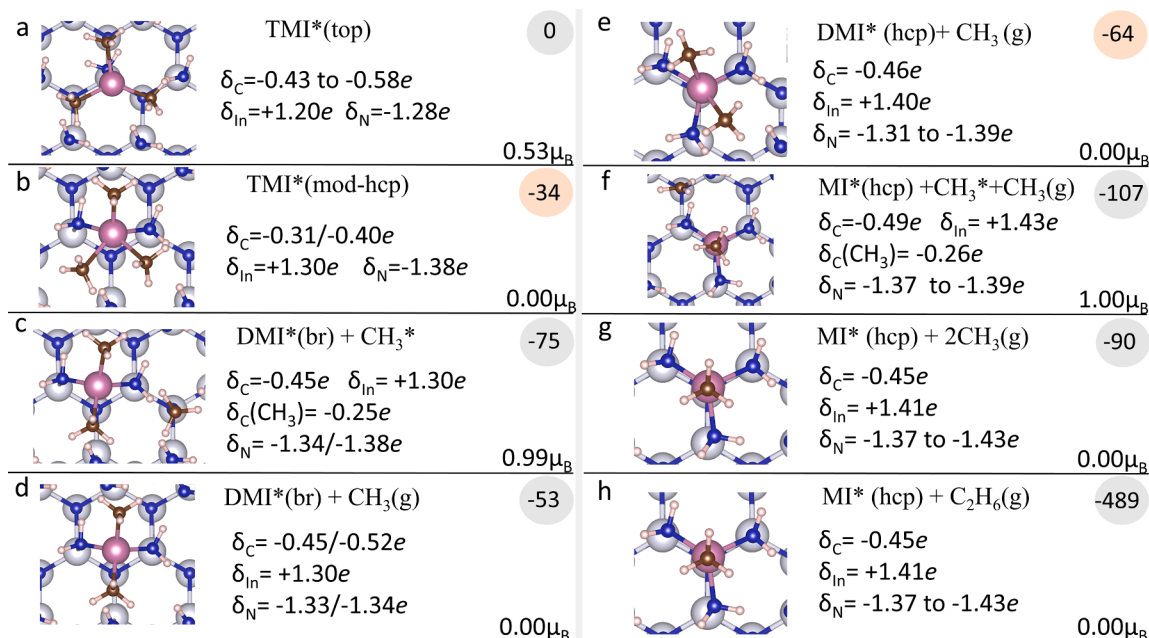 a
TMI*(top)
0
δC=-0.43 to -0.58e
δIn=+1.20e δN=-1.28e
0.53μB
b
TMI*(mod-hcp)
-34
δC=-0.31/-0.40e
δIn=+1.30e δN=-1.38e
0.00μB
c
DMI*(br) + CH3*
-75
δC=-0.45e δIn= +1.30e
δC(CH3)= -0.25e
δN= -1.34/-1.38e
0.99μB
d
DMI*(br) + CH3(g)
-53
δC= -0.45/-0.52e
δIn= +1.30e
δN= -1.33/-1.34e
0.00μB
e
DMI* (hcp)+ CH3 (g)
-64
δC= -0.46e
δIn= +1.40e
δN= -1.31 to -1.39e
0.00μB
f
MI*(hcp) +CH3*+CH3(g)
-107
δC= -0.49e δIn= +1.43e
δC(CH3)= -0.26e
δN= -1.37 to -1.39e
1.00μB
g
MI* (hcp) + 2CH3(g)
-90
δC= -0.45e
δIn= +1.41e
δN= -1.37 to -1.43e
0.00μB
h
MI* (hcp) + C2H6(g)
-489
δC= -0.45e
δIn= +1.41e
δN= -1.37 to -1.43e
0.00μB